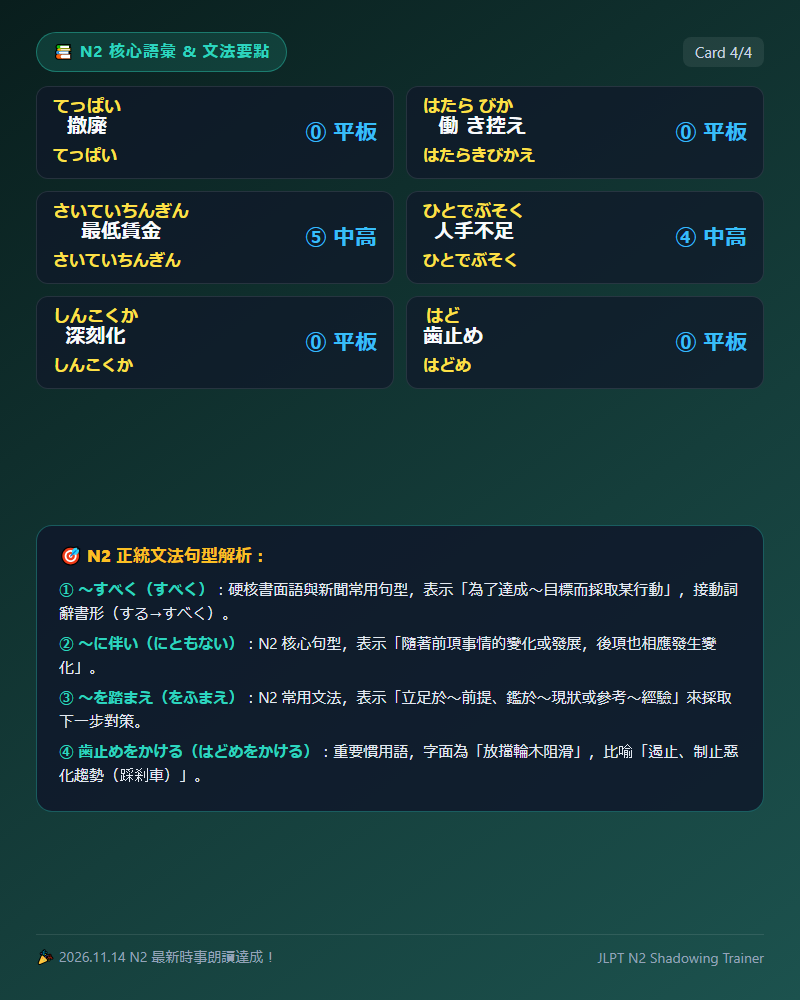 📚 N2 核心語彙 & 文法要點
Card 4/4
てっぱい
撤廃
てっぱい
⓪ 平板
はたら びか
働 き控え
はたらきびかえ
⓪ 平板
さいていちんぎん
最低賃金
さいていちんぎん
⑤ 中高
ひとでぶそく
人手不足
ひとでぶそく
④ 中高
しんこくか
深刻化
しんこくか
⓪ 平板
はど
歯止め
はどめ
⓪ 平板
🎯 N2 正統文法句型解析：
① ～すべく（すべく）：硬核書面語與新聞常用句型，表示「為了達成～目標而採取某行動」，接動詞
辭書形（する→すべく）。
② ～に伴い（にともない）：N2 核心句型，表示「隨著前項事情的變化或發展，後項也相應發生變
化」。
③ ～を踏まえ（をふまえ）：N2 常用文法，表示「立足於～前提、鑑於～現狀或參考～經驗」來採取
下一步對策。
④ 歯止めをかける（はどめをかける）：重要慣用語，字面為「放擋輪木阻滑」，比喻「遏止、制止惡
化趨勢（踩剎車）」。
🎉 2026.11.14 N2 最新時事朗讀達成！
JLPT N2 Shadowing Trainer